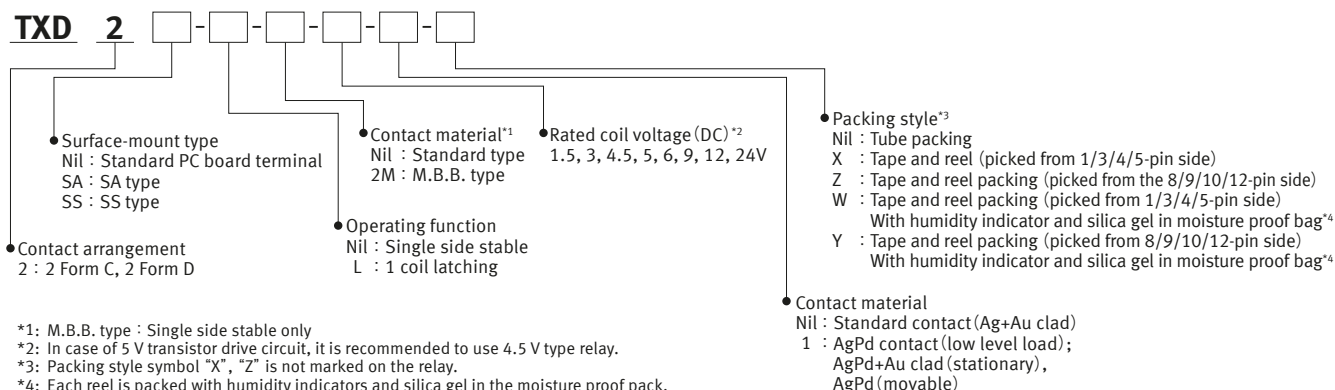 TXD 2 - - - - -
Surface-mount type
Nil : Standard PC board terminal
SA : SA type
SS : SS type
Contact arrangement
2 : 2 Form C, 2 Form D
Contact material*1
Nil : Standard type
2M : M.B.B. type
Operating function
Nil : Single side stable
L : 1 coil latching
Rated coil voltage (DC) *2
1.5, 3, 4.5, 5, 6, 9, 12, 24V
Packing style*3
Nil : Tube packing
X : Tape and reel (picked from 1/3/4/5-pin side)
Z : Tape and reel packing (picked from the 8/9/10/12-pin side)
W : Tape and reel packing (picked from 1/3/4/5-pin side)
With humidity indicator and silica gel in moisture proof bag*4
Y : Tape and reel packing (picked from 8/9/10/12-pin side)
With humidity indicator and silica gel in moisture proof bag*4
Contact material
Nil : Standard contact (Ag+Au clad)
1 : AgPd contact (low level load);
AgPd+Au clad (stationary),
AgPd (movable)
*1: M.B.B. type : Single side stable only
*2: In case of 5 V transistor drive circuit, it is recommended to use 4.5 V type relay.
*3: Packing style symbol “X”, “Z” is not marked on the relay.
*4: Each reel is packed with humidity indicators and silica gel in the moisture proof pack.